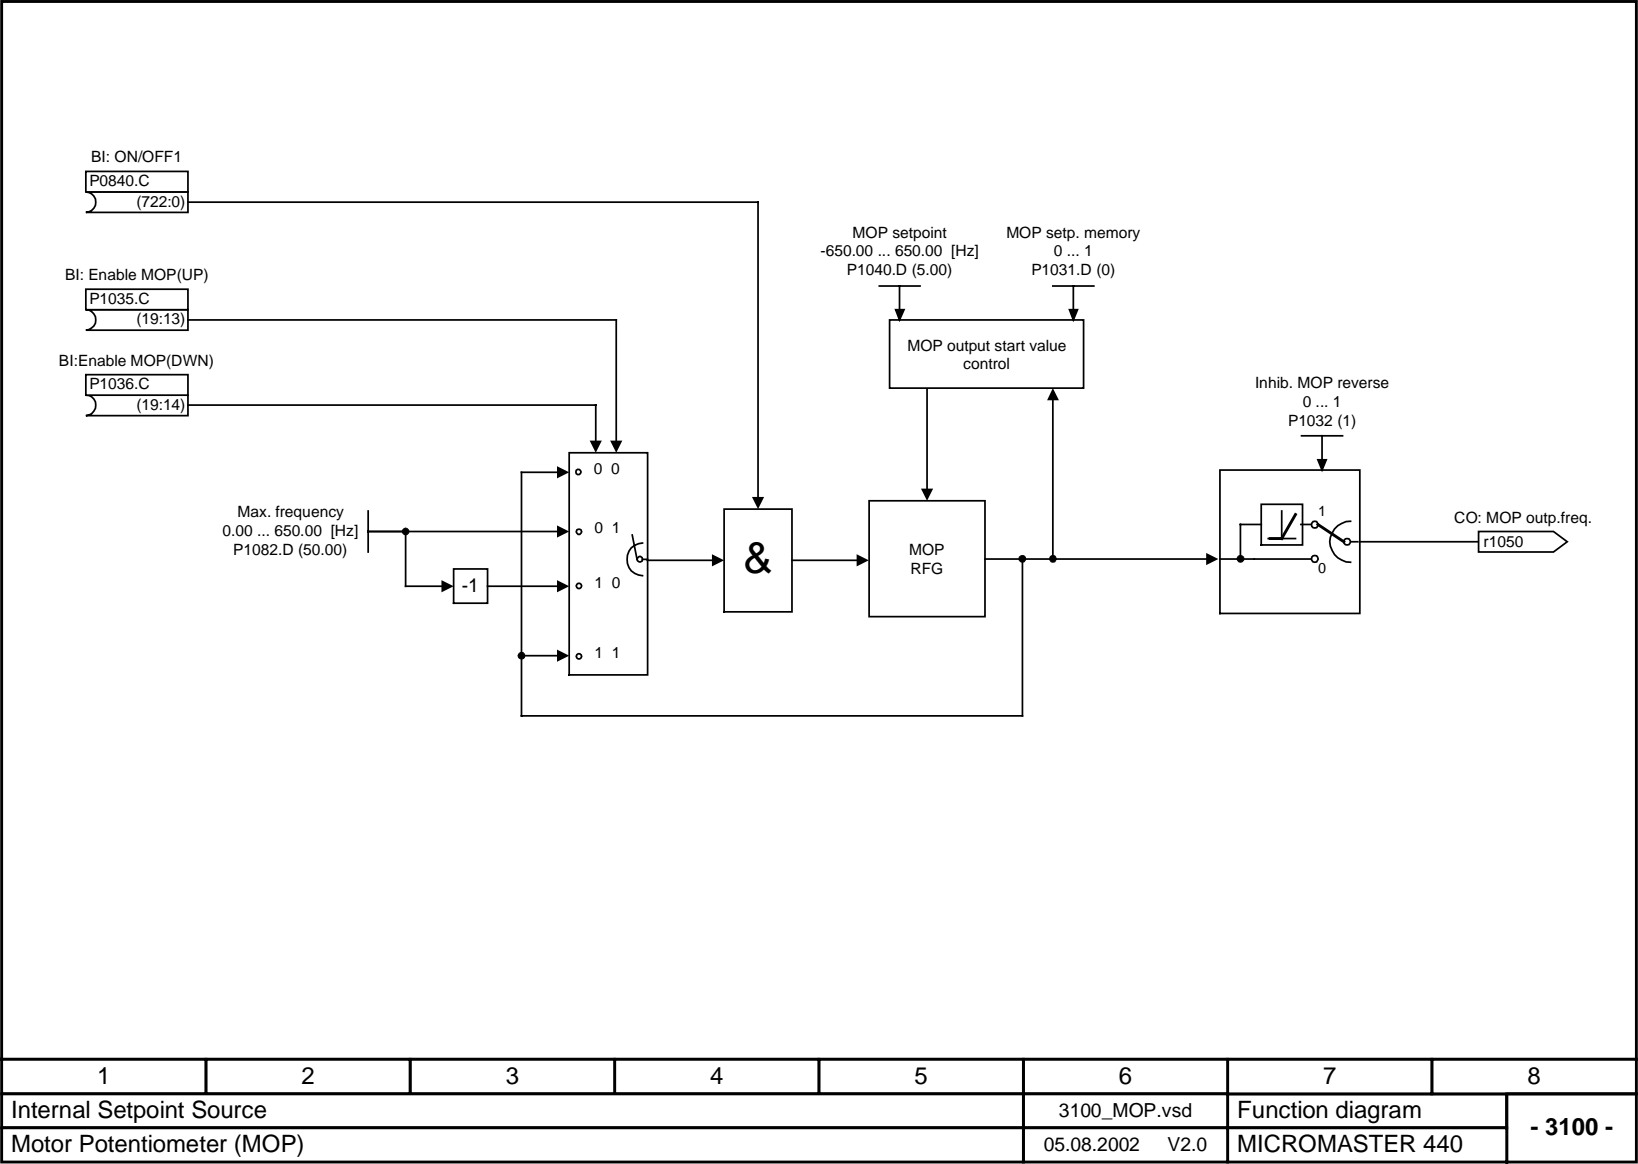 BI: ON/OFF1
P0840.C
(722:0)
BI: Enable MOP(UP)
P1035.C
(19:13)
BI:Enable MOP(DWN)
P1036.C
(19:14)
Max. frequency
0.00 ... 650.00 [Hz]
P1082.D (50.00)
-1
0 0
0 1
1 0
1 1
&
MOP setpoint
-650.00 ... 650.00 [Hz]
P1040.D (5.00)
MOP setp. memory
0 ... 1
P1031.D (0)
MOP output start value
control
MOP
RFG
Inhib. MOP reverse
0 ... 1
P1032 (1)
1
0
CO: MOP outp.freq.
r1050
1 2 3 4 5 6 7 8
Internal Setpoint Source
Motor Potentiometer (MOP)
3100_MOP.vsd
05.08.2002 V2.0
Function diagram
MICROMASTER 440
- 3100 -